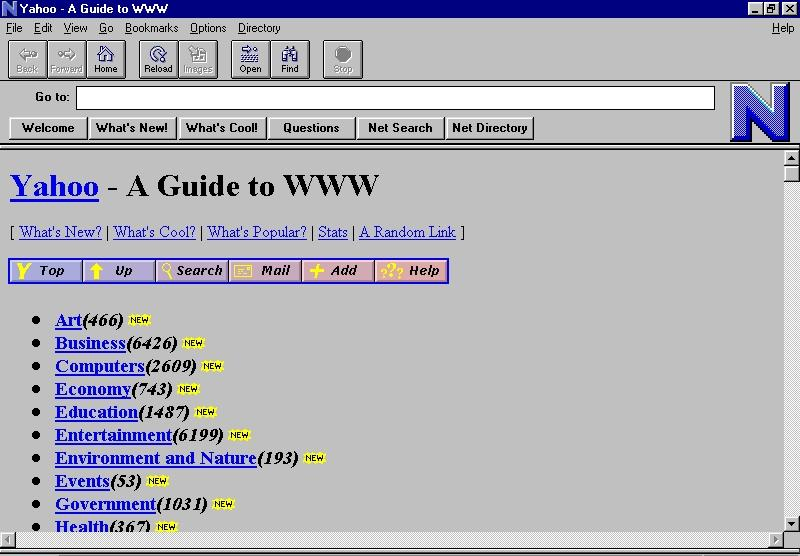 Yahoo - A Guide to WWW
File Edit View Go Bookmarks Options Directory Help
Back Forward Home Reload Images Open Find Stop
Go to:
Welcome What's New! What's Cool! Questions Net Search Net Directory
N
Yahoo - A Guide to WWW
[ What's New? | What's Cool? | What's Popular? | Stats | A Random Link ]
Y Top Up Search Mail Add ??? Help
Art(466) NEW
Business(6426) NEW
Computers(2609) NEW
Economy(743) NEW
Education(1487) NEW
Entertainment(6199) NEW
Environment and Nature(193) NEW
Events(53) NEW
Government(1031) NEW
Health(367) NEW